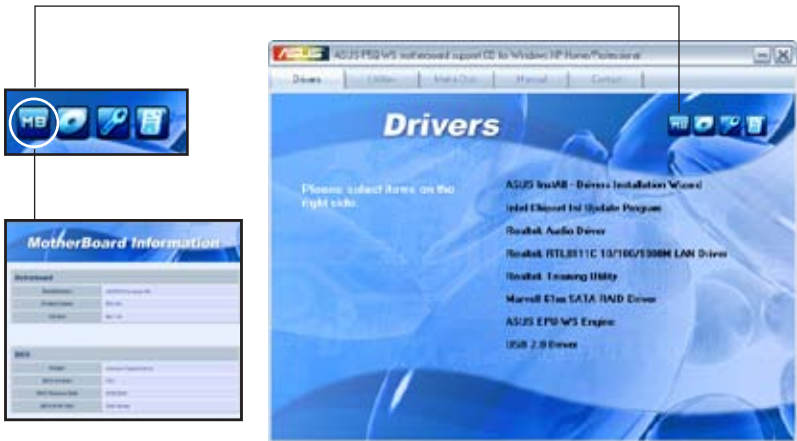 ASUS
ASUS P5Q-WS motherboard support CD for Windows XP Home/Professional
Drivers
Utilities
Make Disk
Manual
Contact
MB
Drivers
MB
Please select items on the
right side.
ASUS InstAll - Drivers Installation Wizard
Intel Chipset Inf Update Program
Realtek Audio Driver
Realtek RTL8111C 10/100/1000M LAN Driver
Realtek Teaming Utility
Marvell 61xx SATA RAID Driver
ASUS EPU-WS Engine
USB 2.0 Driver
MotherBoard Information
Motherboard
BIOS